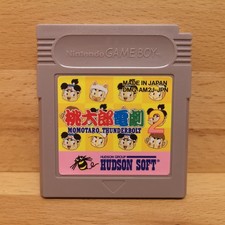 Nintendo GAME BOY
MADE IN JAPAN
DMG-AM2J-JPN
桃太郎電劇2
MOMOTARO THUNDERBOLT
HUDSON GROUP
HUDSON SOFT